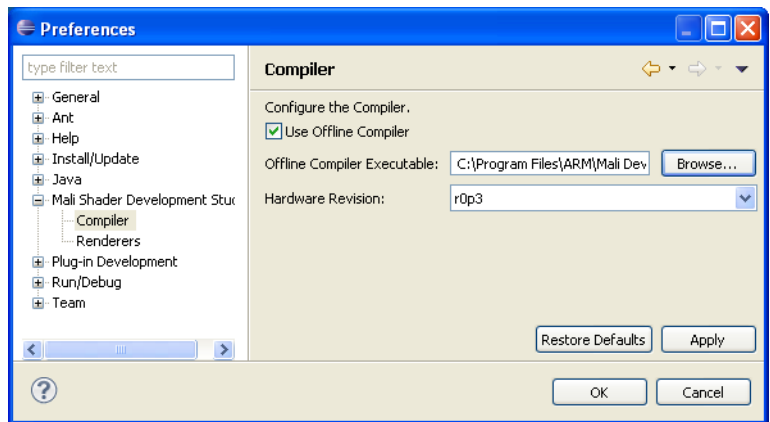 Preferences
type filter text
General
Ant
Help
Install/Update
Java
Mali Shader Development Stuc
Compiler
Renderers
Plug-in Development
Run/Debug
Team
Compiler
Configure the Compiler.
Use Offline Compiler
Offline Compiler Executable: C:\Program Files\ARM\Mali Dev Browse...
Hardware Revision: r0p3
Restore Defaults Apply
? OK Cancel